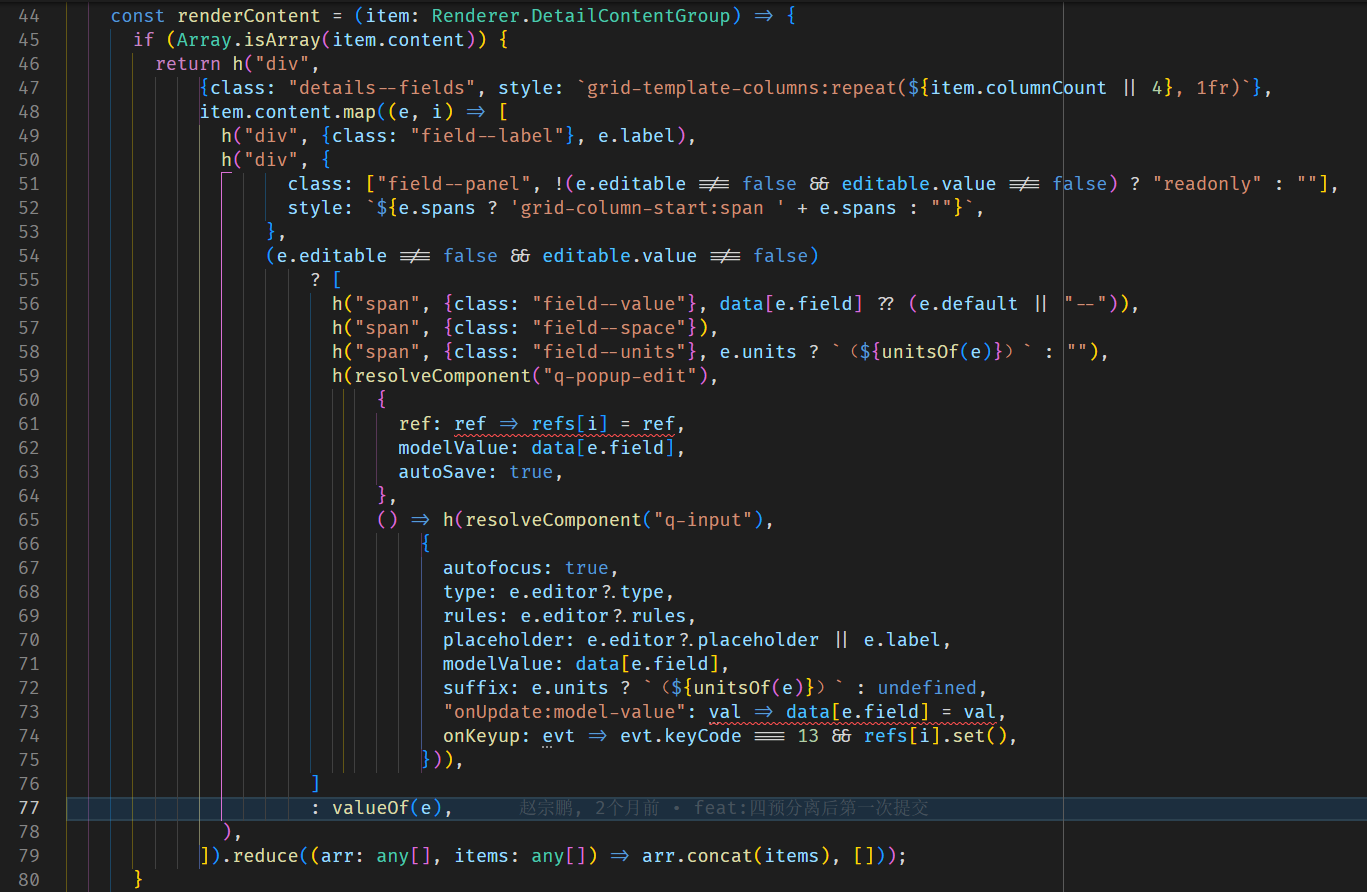 44 const renderContent = (item: Renderer.DetailContentGroup) => {
45 if (Array.isArray(item.content)) {
46 return h("div",
47 {class: "details--fields", style: `grid-template-columns:repeat(${item.columnCount || 4}, 1fr)`},
48 item.content.map((e, i) => [
49 h("div", {class: "field--label"}, e.label),
50 h("div", {
51 class: ["field--panel", !(e.editable !== false && editable.value !== false) ? "readonly" : ""],
52 style: `${e.spans ? 'grid-column-start:span ' + e.spans : ""}`,
53 },
54 (e.editable !== false && editable.value !== false)
55 ? [
56 h("span", {class: "field--value"}, data[e.field] ?? (e.default || "--")),
57 h("span", {class: "field--space"}),
58 h("span", {class: "field--units"}, e.units ? `（${unitsOf(e)}）` : ""),
59 h(resolveComponent("q-popup-edit"),
60 {
61 ref: ref => refs[i] = ref,
62 modelValue: data[e.field],
63 autoSave: true,
64 },
65 () => h(resolveComponent("q-input"),
66 {
67 autofocus: true,
68 type: e.editor?.type,
69 rules: e.editor?.rules,
70 placeholder: e.editor?.placeholder || e.label,
71 modelValue: data[e.field],
72 suffix: e.units ? `（${unitsOf(e)}）` : undefined,
73 "onUpdate:model-value": val => data[e.field] = val,
74 onKeyup: evt => evt.keyCode === 13 && refs[i].set(),
75 })),
76 ]
77 : valueOf(e), 赵宗鹏, 2个月前 • feat:四预分离后第一次提交
78 ),
79 ]).reduce((arr: any[], items: any[]) => arr.concat(items), []));
80 }